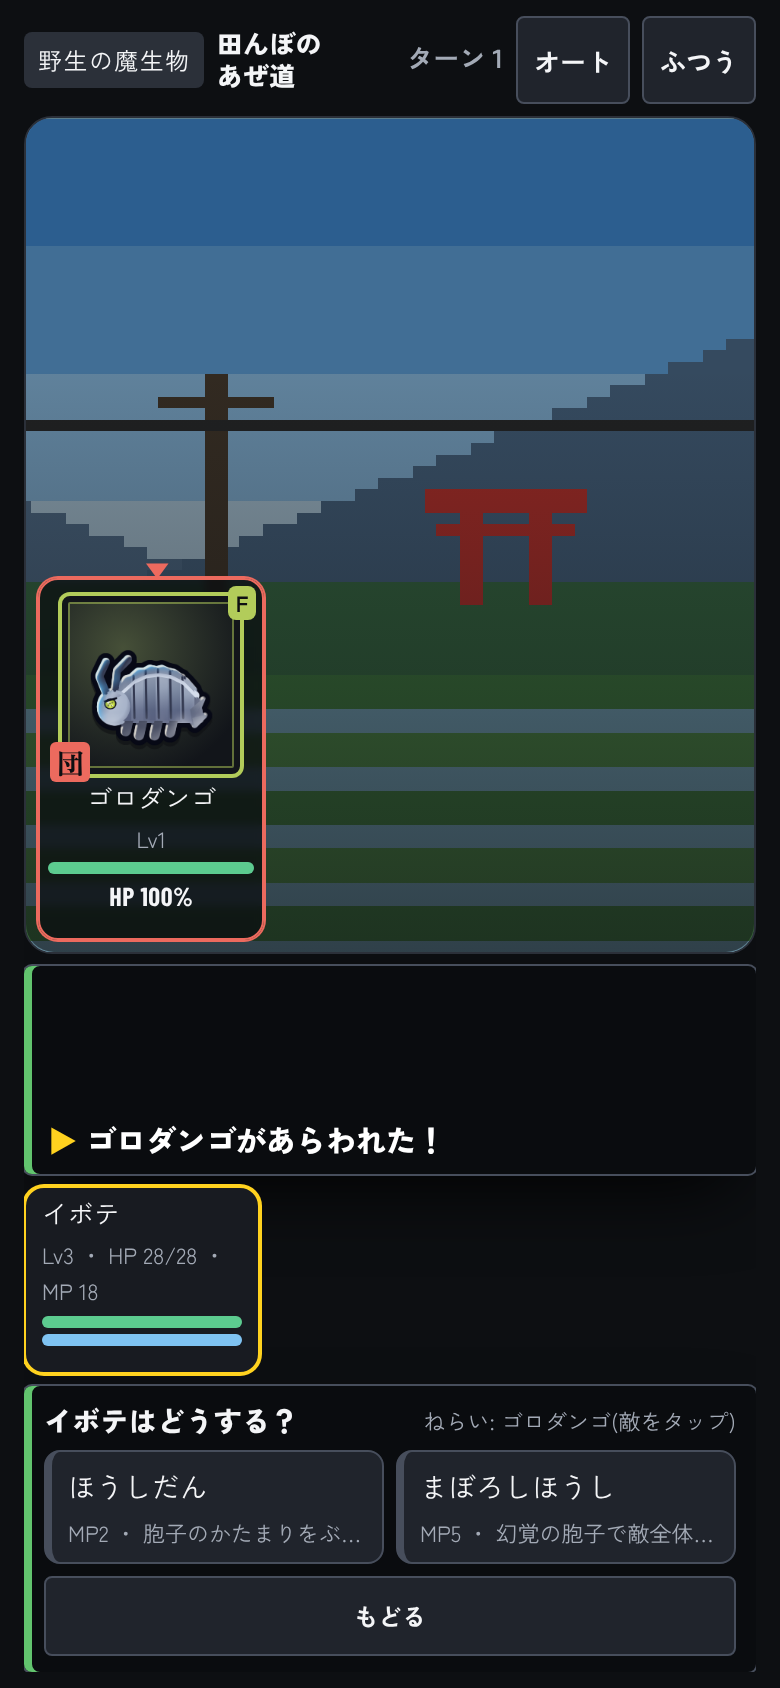 野生の魔生物
田んぼの
あぜ道
ターン 1
オート
ふつう
F
団
ゴロダンゴ
Lv1
HP 100%
▶ ゴロダンゴがあらわれた！
イボテ
Lv3 ・ HP 28/28 ・
MP 18
イボテはどうする？
ねらい: ゴロダンゴ(敵をタップ)
ほうしだん
MP2 ・ 胞子のかたまりをぶ…
まぼろしほうし
MP5 ・ 幻覚の胞子で敵全体…
もどる